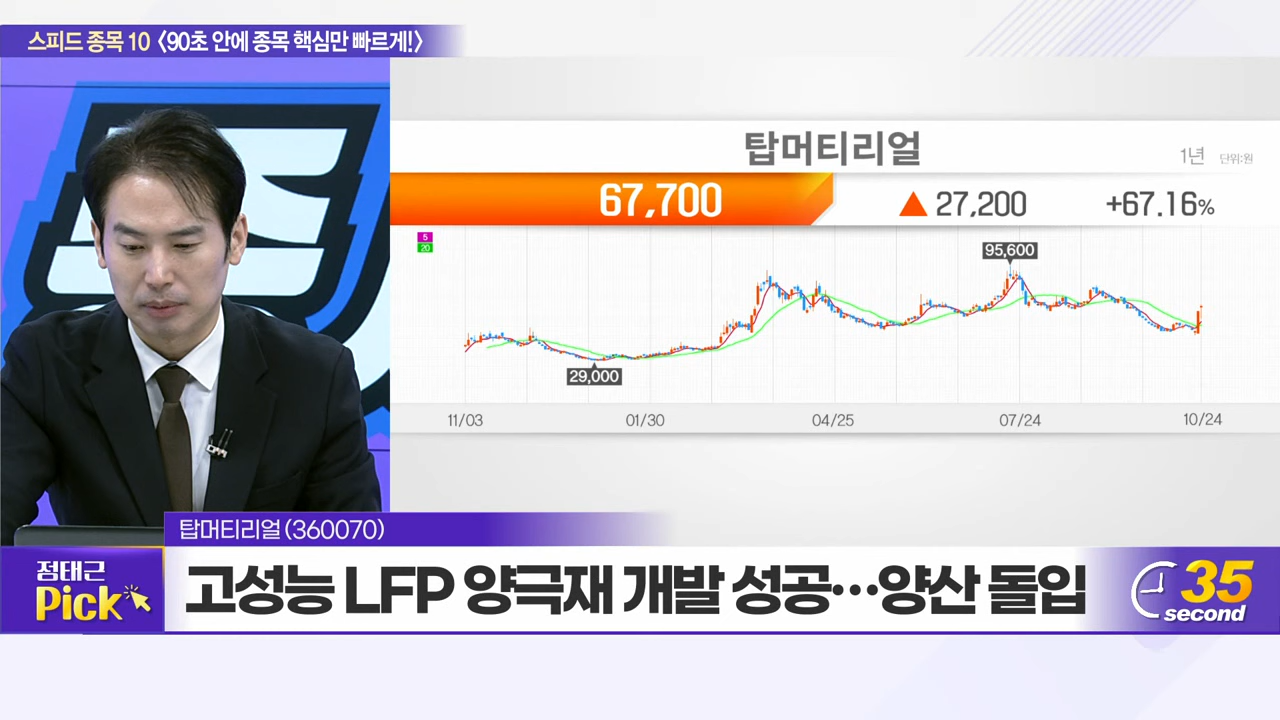 스피드 종목 10 〈90초 안에 종목 핵심만 빠르게!〉
탑머티리얼
1년 단위:원
67,700 ▲ 27,200 +67.16%
5
20
95,600
29,000
11/03 01/30 04/25 07/24 10/24
탑머티리얼(360070)
정태근
Pick
고성능 LFP 양극재 개발 성공…양산 돌입
35
second